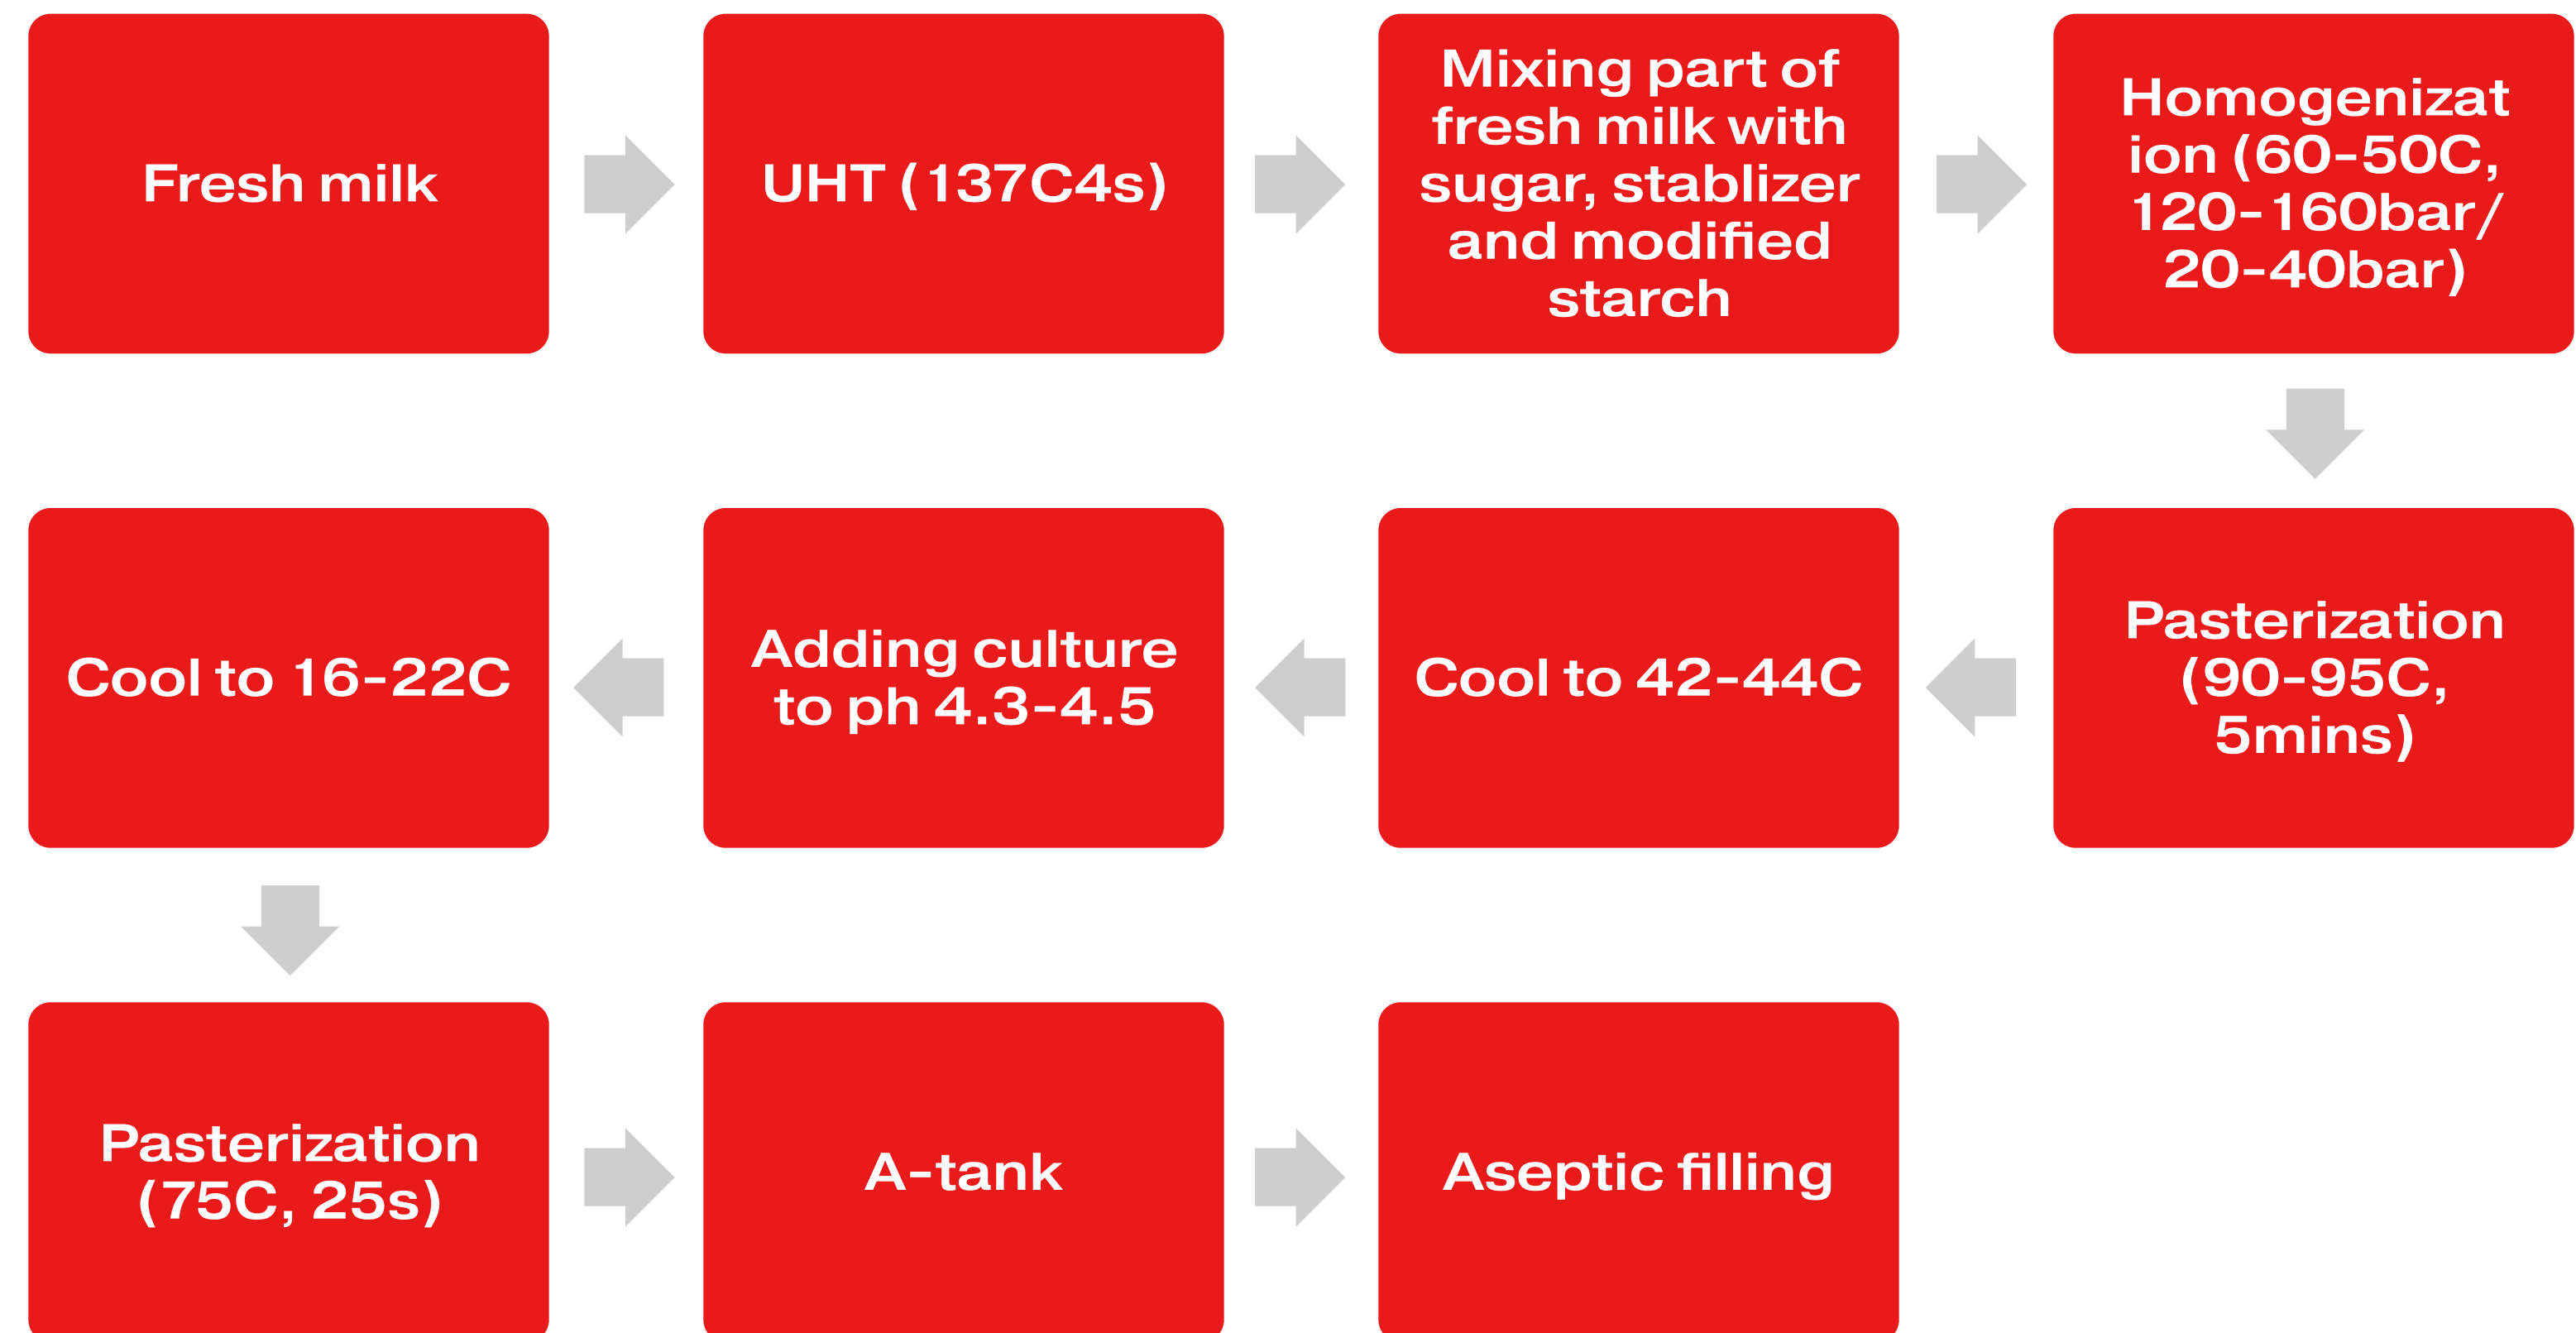 Fresh milk
UHT (137C4s)
Mixing part of
fresh milk with
sugar, stablizer
and modified
starch
Homogenizat
ion (60-50C,
120-160bar/
20-40bar)
Pasterization
(90-95C,
5mins)
Cool to 42-44C
Adding culture
to ph 4.3-4.5
Cool to 16-22C
Pasterization
(75C, 25s)
A-tank
Aseptic filling